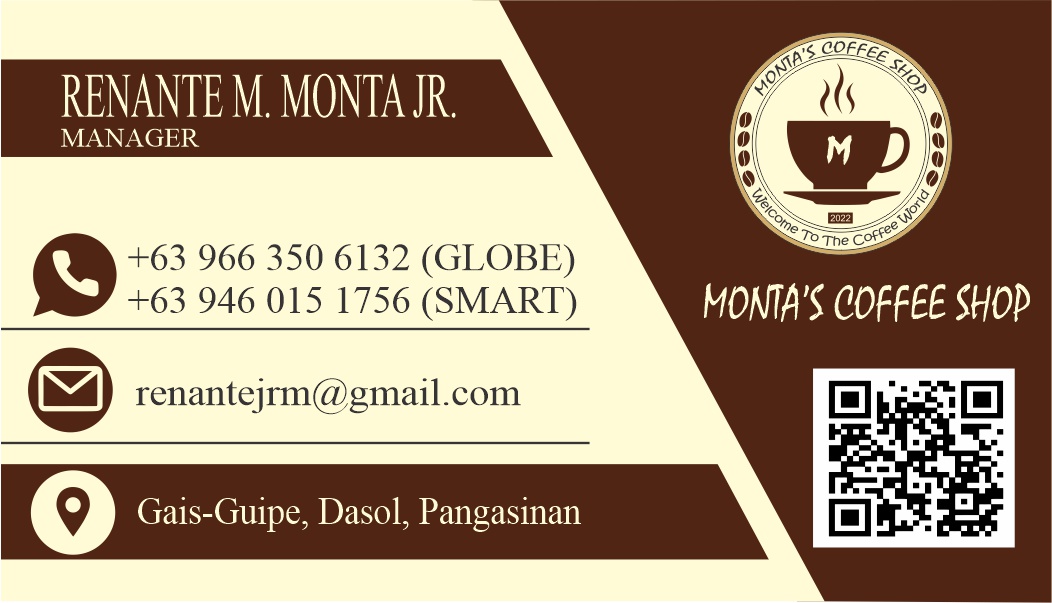 RENANTE M. MONTA JR.
MANAGER
+63 966 350 6132 (GLOBE)
+63 946 015 1756 (SMART)
renantejrm@gmail.com
Gais-Guipe, Dasol, Pangasinan
MONTA'S COFFEE SHOP
M
2022
Welcome To The Coffee World
MONTA'S COFFEE SHOP